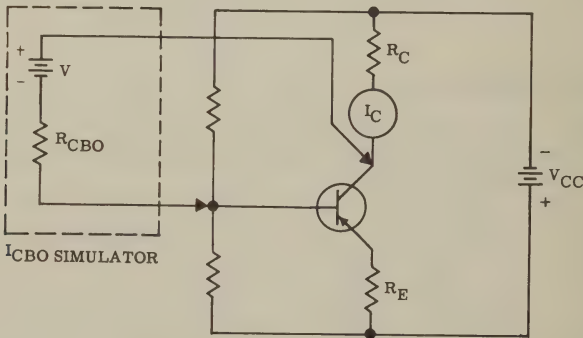 +
V
−
R_CBO
I_CBO SIMULATOR
R_C
I_C
R_E
−
V_CC
+